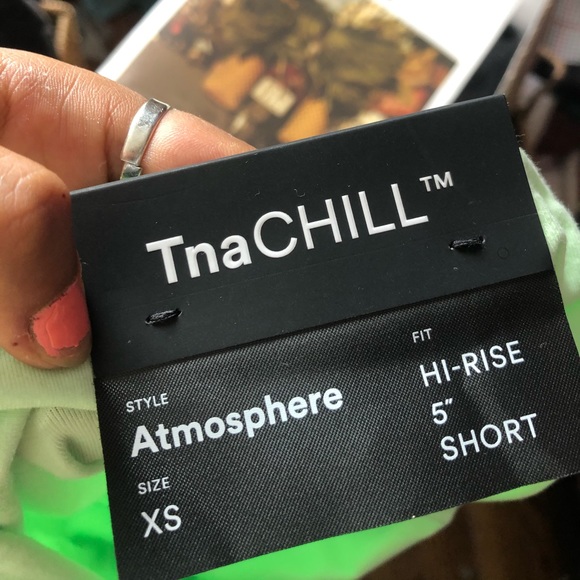 TnaCHILL™
STYLE
Atmosphere
SIZE
XS
FIT
HI-RISE
5"
SHORT